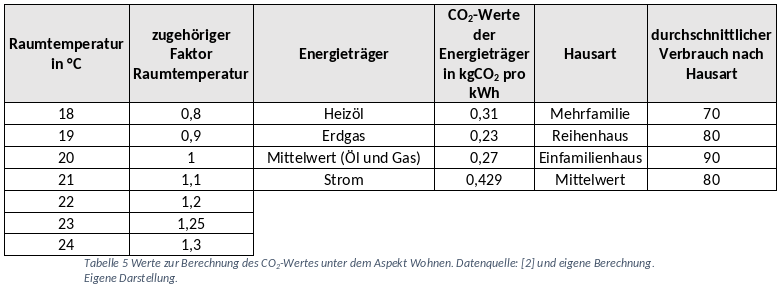 Raumtemperatur in °C | zugehöriger Faktor Raumtemperatur | Energieträger | CO₂-Werte der Energieträger in kgCO₂ pro kWh | Hausart | durchschnittlicher Verbrauch nach Hausart
18 | 0,8 | Heizöl | 0,31 | Mehrfamilie | 70
19 | 0,9 | Erdgas | 0,23 | Reihenhaus | 80
20 | 1 | Mittelwert (Öl und Gas) | 0,27 | Einfamilienhaus | 90
21 | 1,1 | Strom | 0,429 | Mittelwert | 80
22 | 1,2
23 | 1,25
24 | 1,3
Tabelle 5 Werte zur Berechnung des CO₂-Wertes unter dem Aspekt Wohnen. Datenquelle: [2] und eigene Berechnung.
Eigene Darstellung.